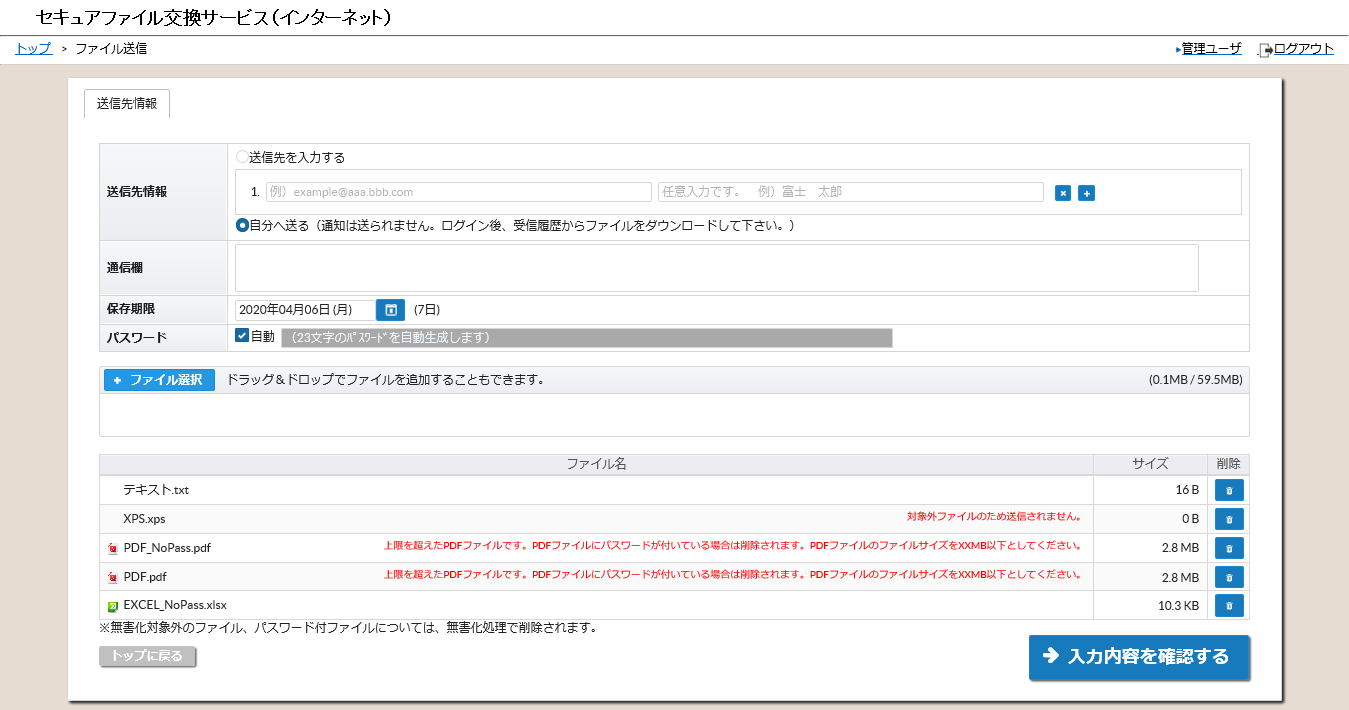 セキュアファイル交換サービス（インターネット）
トップ > ファイル送信
管理ユーザ ログアウト
送信先情報
送信先を入力する
送信先情報
1. 例）example@aaa.bbb.com 任意入力です。 例）富士 太郎
自分へ送る（通知は送られません。ログイン後、受信履歴からファイルをダウンロードして下さい。）
通信欄
保存期限 2020年04月06日(月) (7日)
パスワード 自動 （23文字のﾊﾟｽﾜｰﾄﾞを自動生成します）
+ ファイル選択 ドラッグ＆ドロップでファイルを追加することもできます。 (0.1MB / 59.5MB)
ファイル名 サイズ 削除
テキスト.txt 16 B
XPS.xps 対象外ファイルのため送信されません。 0 B
PDF_NoPass.pdf 上限を超えたPDFファイルです。PDFファイルにパスワードが付いている場合は削除されます。PDFファイルのファイルサイズをXXMB以下としてください。 2.8 MB
PDF.pdf 上限を超えたPDFファイルです。PDFファイルにパスワードが付いている場合は削除されます。PDFファイルのファイルサイズをXXMB以下としてください。 2.8 MB
EXCEL_NoPass.xlsx 10.3 KB
※無害化対象外のファイル、パスワード付ファイルについては、無害化処理で削除されます。
トップに戻る
入力内容を確認する